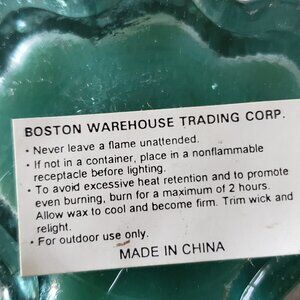 BOSTON WAREHOUSE TRADING CORP.
• Never leave a flame unattended.
• If not in a container, place in a nonflammable
receptacle before lighting.
• To avoid excessive heat retention and to promote
even burning, burn for a maximum of 2 hours.
Allow wax to cool and become firm. Trim wick and
relight.
• For outdoor use only.
MADE IN CHINA